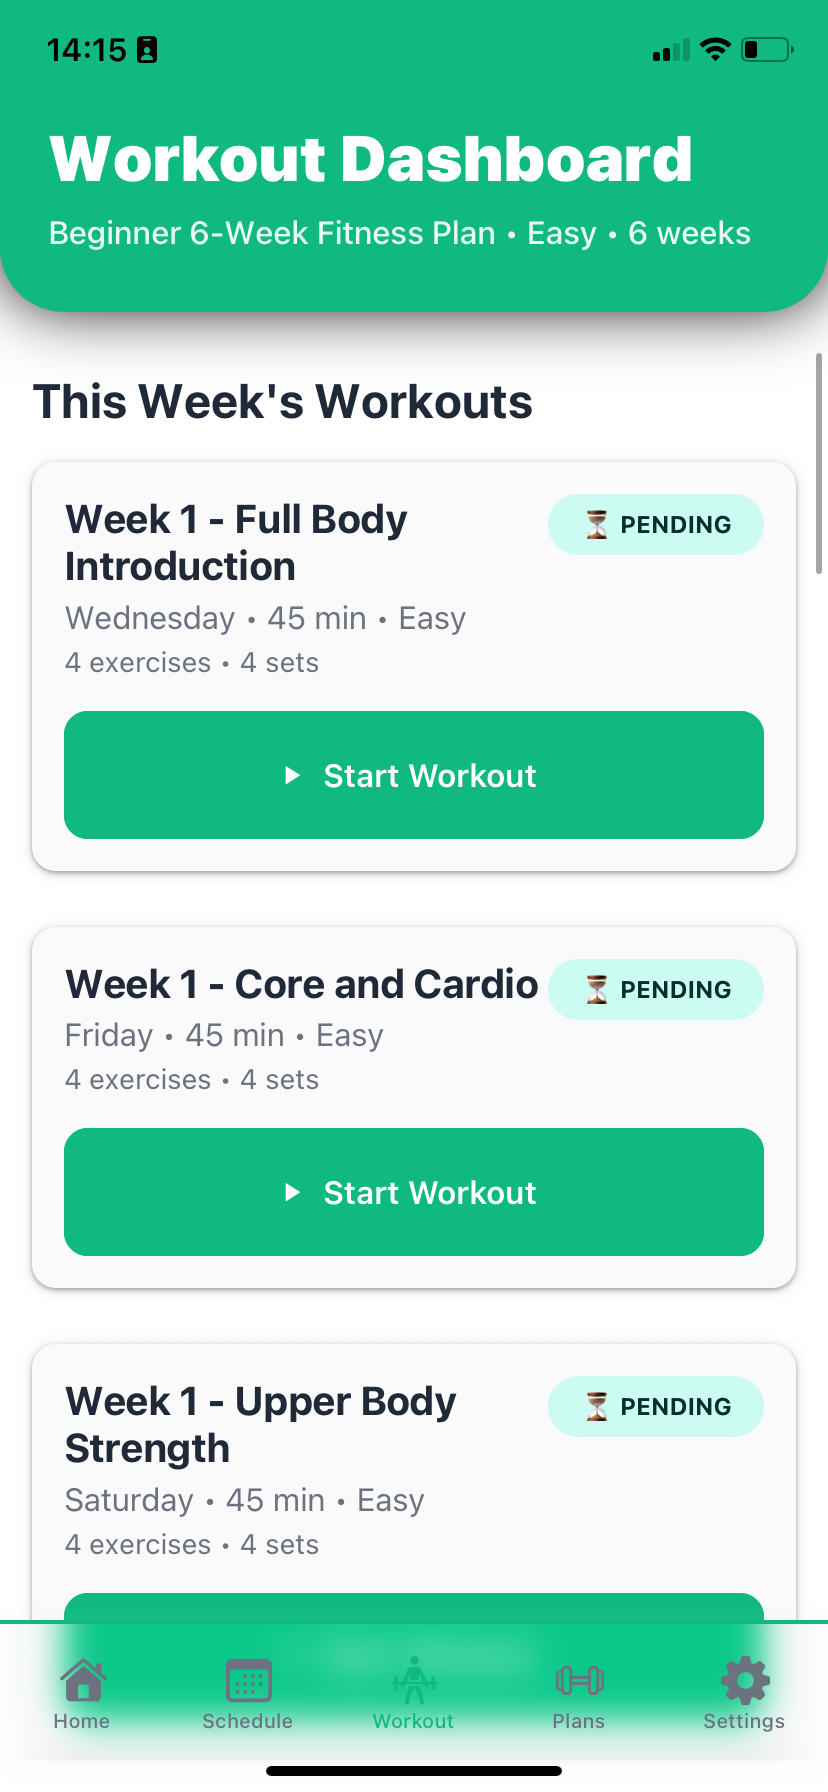 14:15
Workout Dashboard
Beginner 6-Week Fitness Plan • Easy • 6 weeks
This Week's Workouts
Week 1 - Full Body
Introduction
PENDING
Wednesday • 45 min • Easy
4 exercises • 4 sets
Start Workout
Week 1 - Core and Cardio
PENDING
Friday • 45 min • Easy
4 exercises • 4 sets
Start Workout
Week 1 - Upper Body
Strength
PENDING
Saturday • 45 min • Easy
4 exercises • 4 sets
Home
Schedule
Workout
Plans
Settings